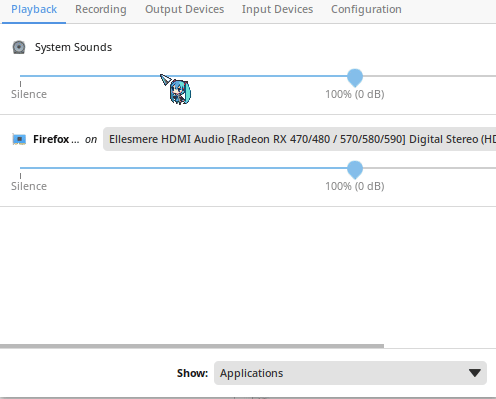 Playback Recording Output Devices Input Devices Configuration
System Sounds
Silence 100% (0 dB)
Firefox ... on Ellesmere HDMI Audio [Radeon RX 470/480 / 570/580/590] Digital Stereo (HD
Silence 100% (0 dB)
Show: Applications